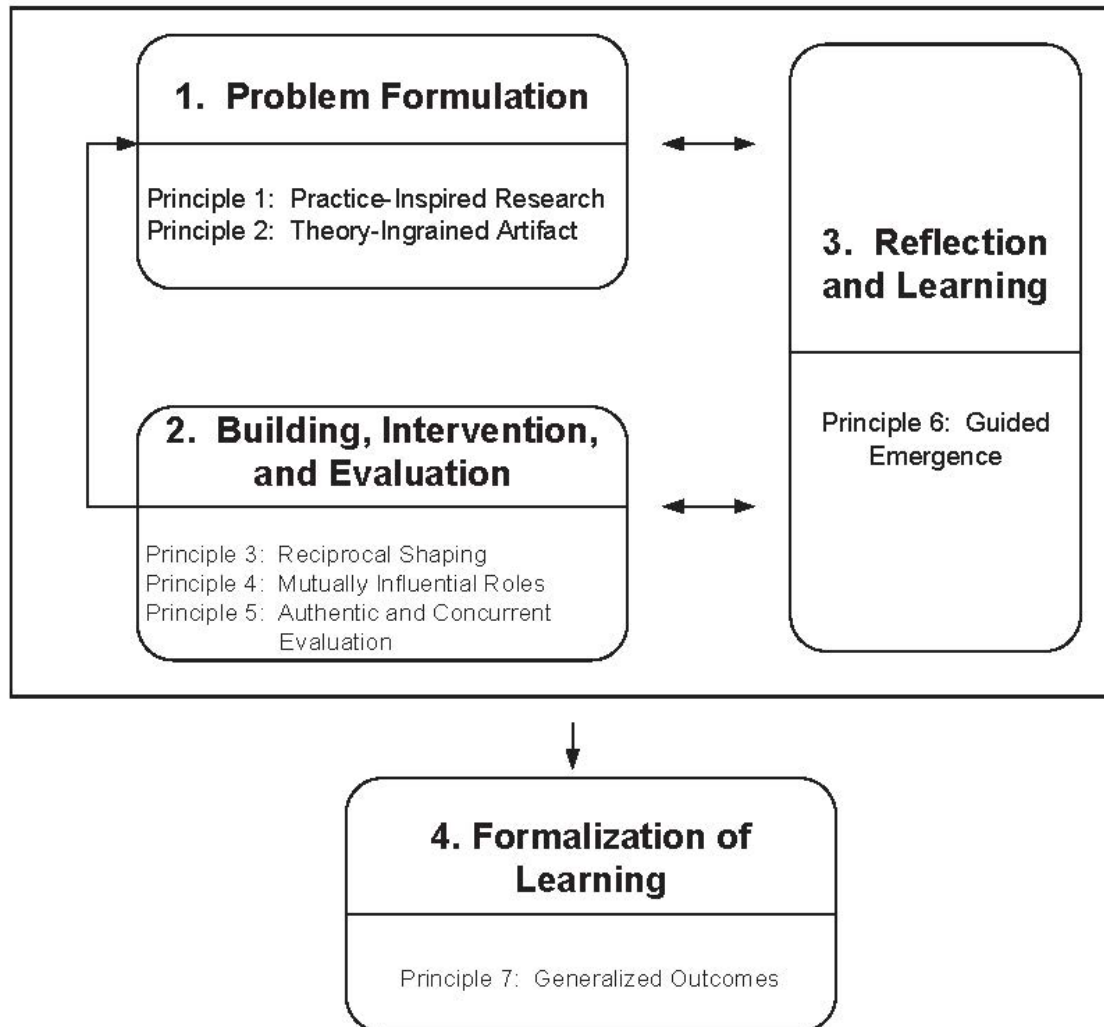 1. Problem Formulation
Principle 1: Practice-Inspired Research
Principle 2: Theory-Ingrained Artifact
2. Building, Intervention,
and Evaluation
Principle 3: Reciprocal Shaping
Principle 4: Mutually Influential Roles
Principle 5: Authentic and Concurrent
Evaluation
3. Reflection
and Learning
Principle 6: Guided
Emergence
4. Formalization of
Learning
Principle 7: Generalized Outcomes